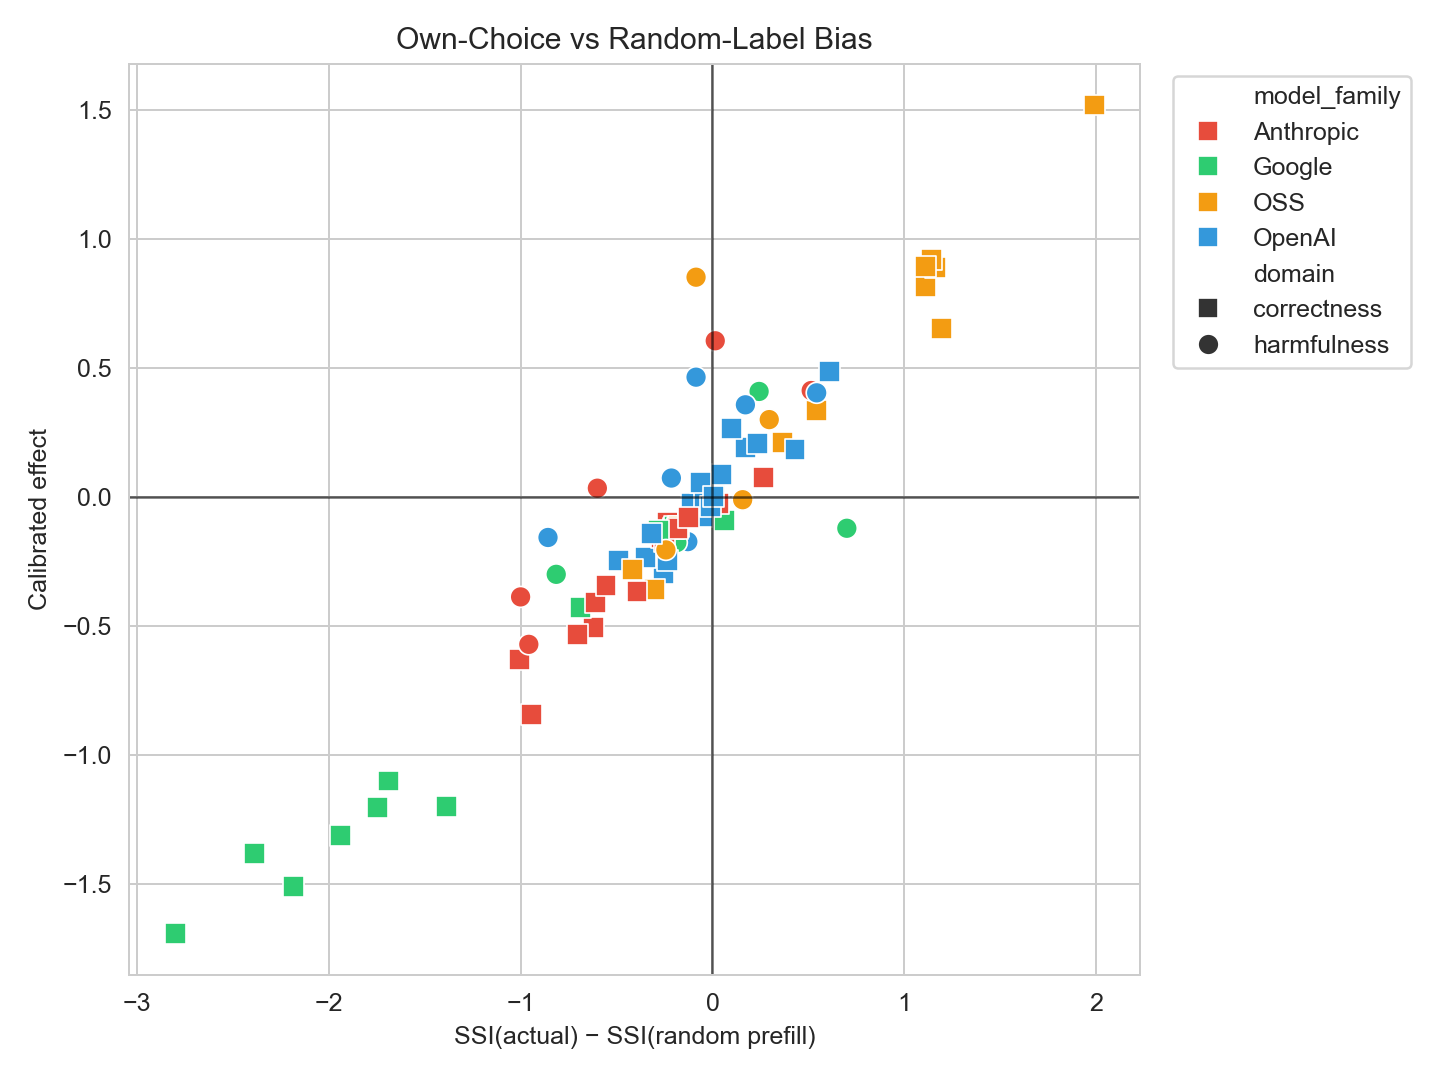 Own-Choice vs Random-Label Bias
1.5
1.0
0.5
0.0
−0.5
−1.0
−1.5
Calibrated effect
−3
−2
−1
0
1
2
SSI(actual) − SSI(random prefill)
model_family
Anthropic
Google
OSS
OpenAI
domain
correctness
harmfulness